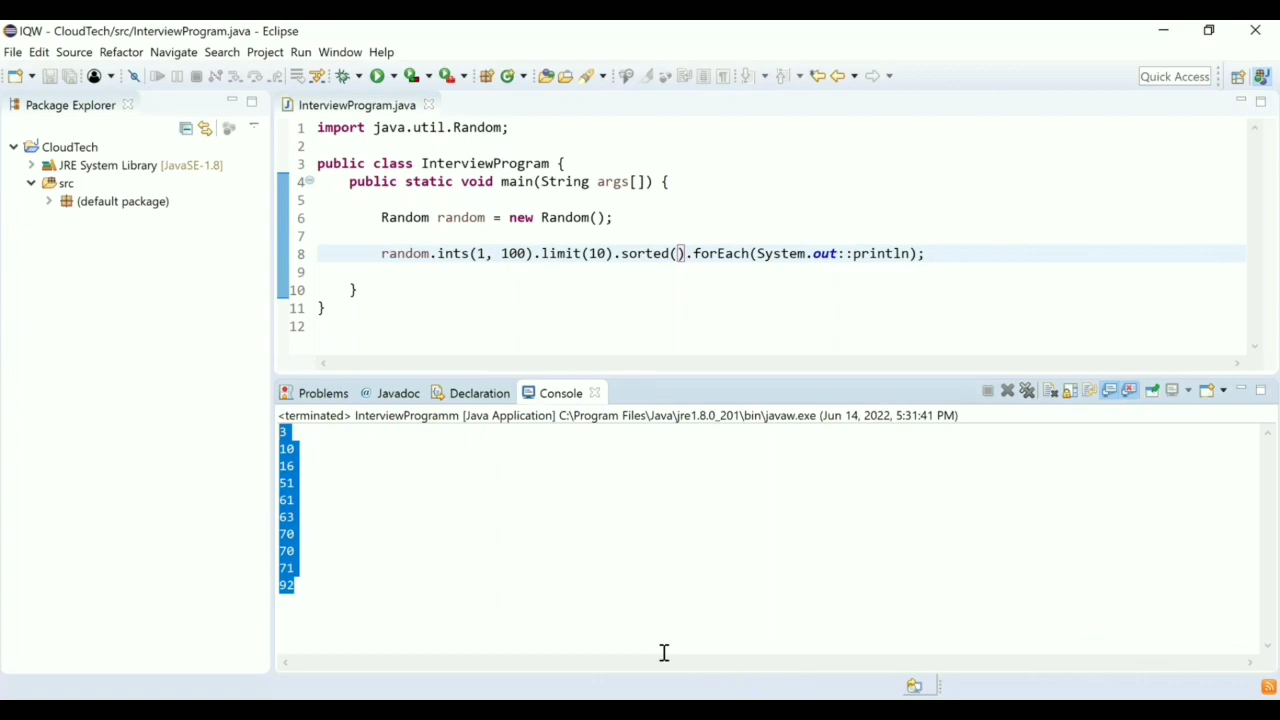 IQW - CloudTech/src/InterviewProgram.java - Eclipse
File Edit Source Refactor Navigate Search Project Run Window Help
Quick Access
Package Explorer
CloudTech
JRE System Library [JavaSE-1.8]
src
(default package)
InterviewProgram.java
1 import java.util.Random;
2
3 public class InterviewProgram {
4 public static void main(String args[]) {
5
6 Random random = new Random();
7
8 random.ints(1, 100).limit(10).sorted().forEach(System.out::println);
9
10 }
11 }
12
Problems @ Javadoc Declaration Console
<terminated> InterviewProgramm [Java Application] C:\Program Files\Java\jre1.8.0_201\bin\javaw.exe (Jun 14, 2022, 5:31:41 PM)
3
10
16
51
61
63
70
70
71
92